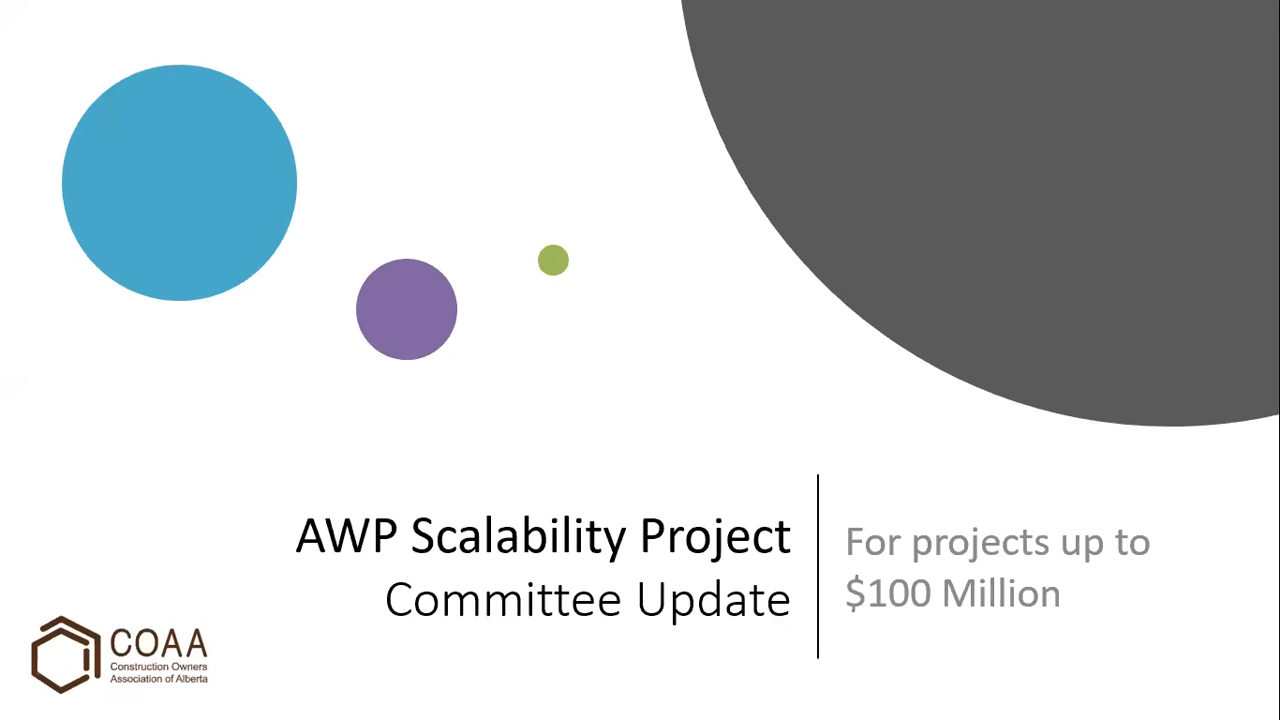 AWP Scalability Project
Committee Update
For projects up to
$100 Million
COAA
Construction Owners
Association of Alberta